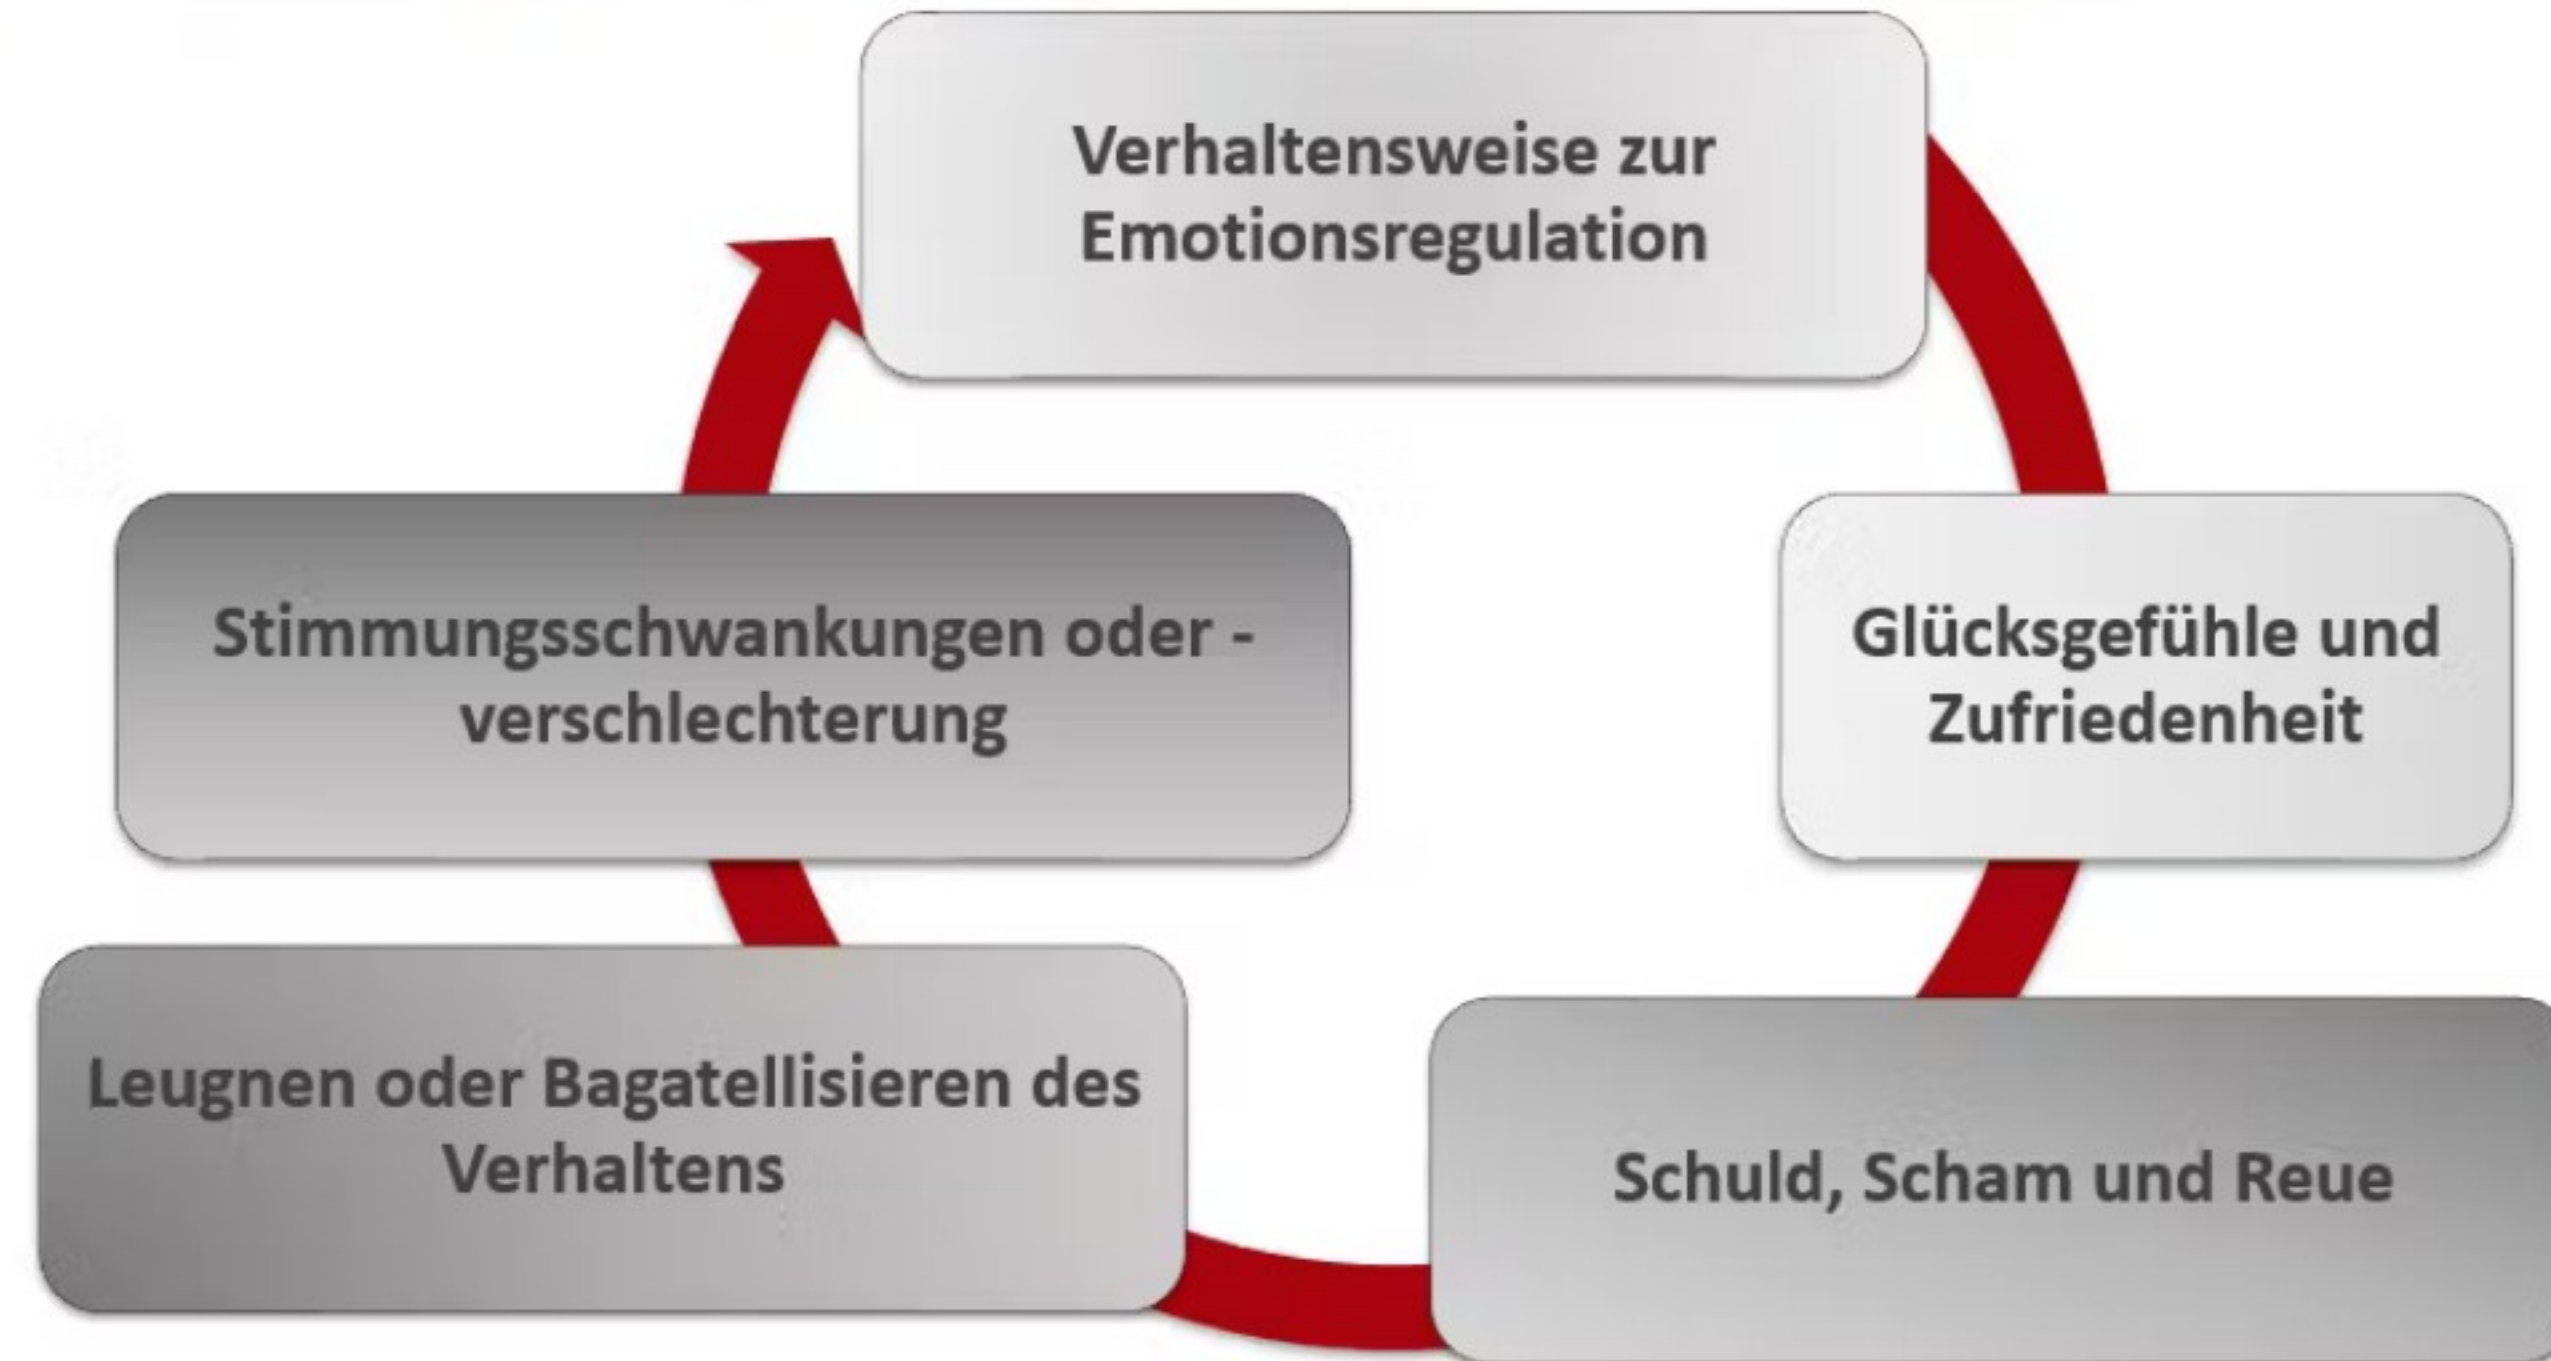 Verhaltensweise zur
Emotionsregulation
Glücksgefühle und
Zufriedenheit
Schuld, Scham und Reue
Leugnen oder Bagatellisieren des
Verhaltens
Stimmungsschwankungen oder -
verschlechterung